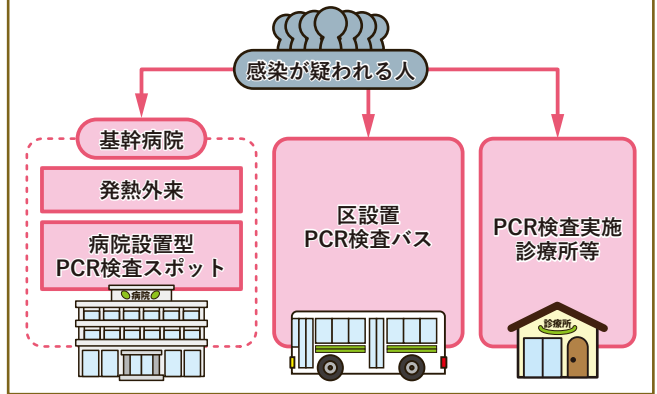 感染が疑われる人
基幹病院
発熱外来
病院設置型
PCR検査スポット
病院
区設置
PCR検査バス
PCR検査実施
診療所等
診療所